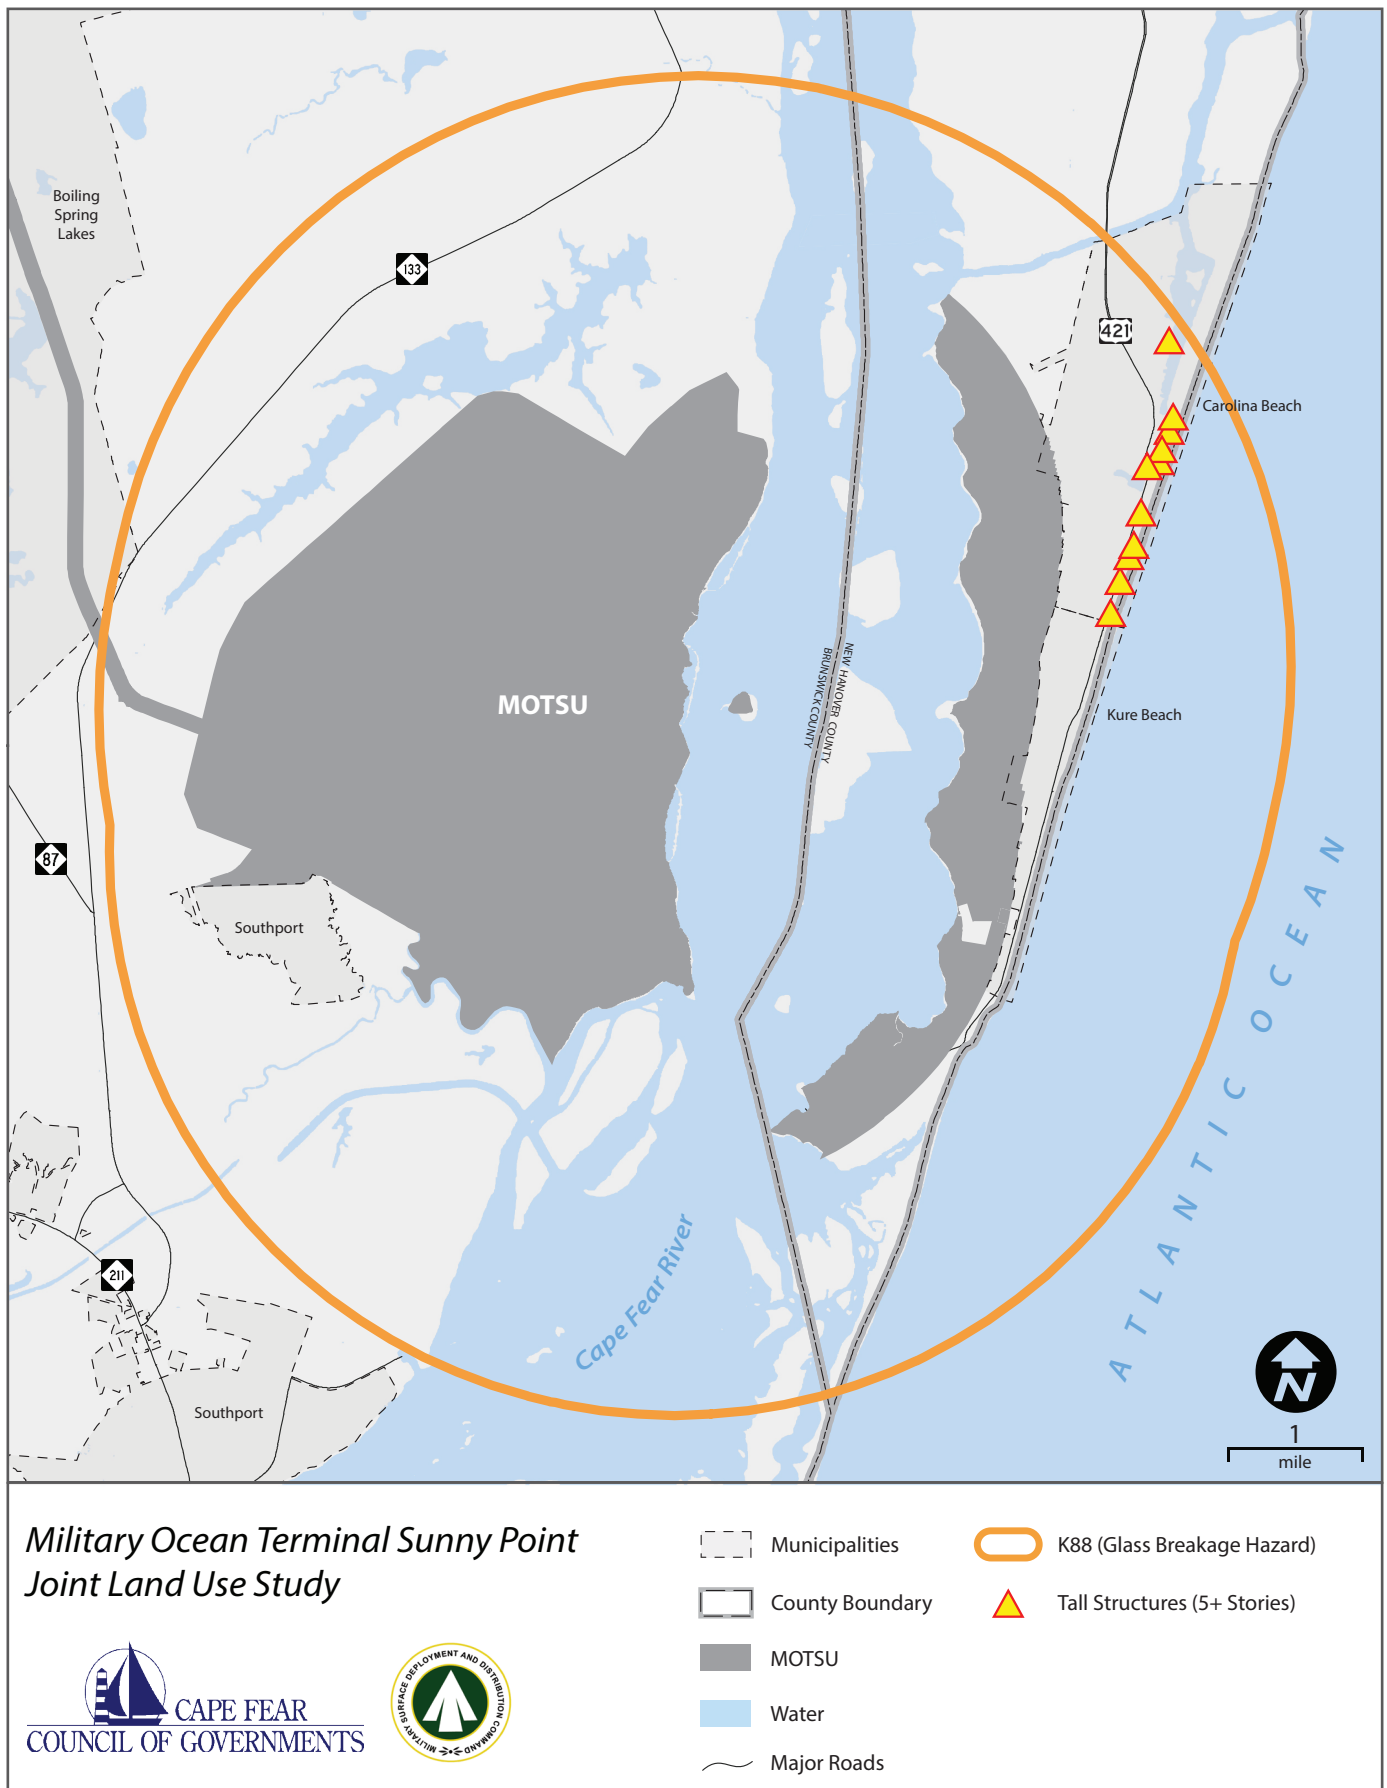 Boiling
Spring
Lakes
133
421
Carolina Beach
NEW HANOVER COUNTY
BRUNSWICK COUNTY
MOTSU
Kure Beach
87
Southport
ATLANTIC OCEAN
Cape Fear River
211
Southport
N
1
mile
Military Ocean Terminal Sunny Point
Joint Land Use Study
CAPE FEAR
COUNCIL OF GOVERNMENTS
MILITARY SURFACE DEPLOYMENT AND DISTRIBUTION COMMAND
Municipalities
County Boundary
MOTSU
Water
Major Roads
K88 (Glass Breakage Hazard)
Tall Structures (5+ Stories)